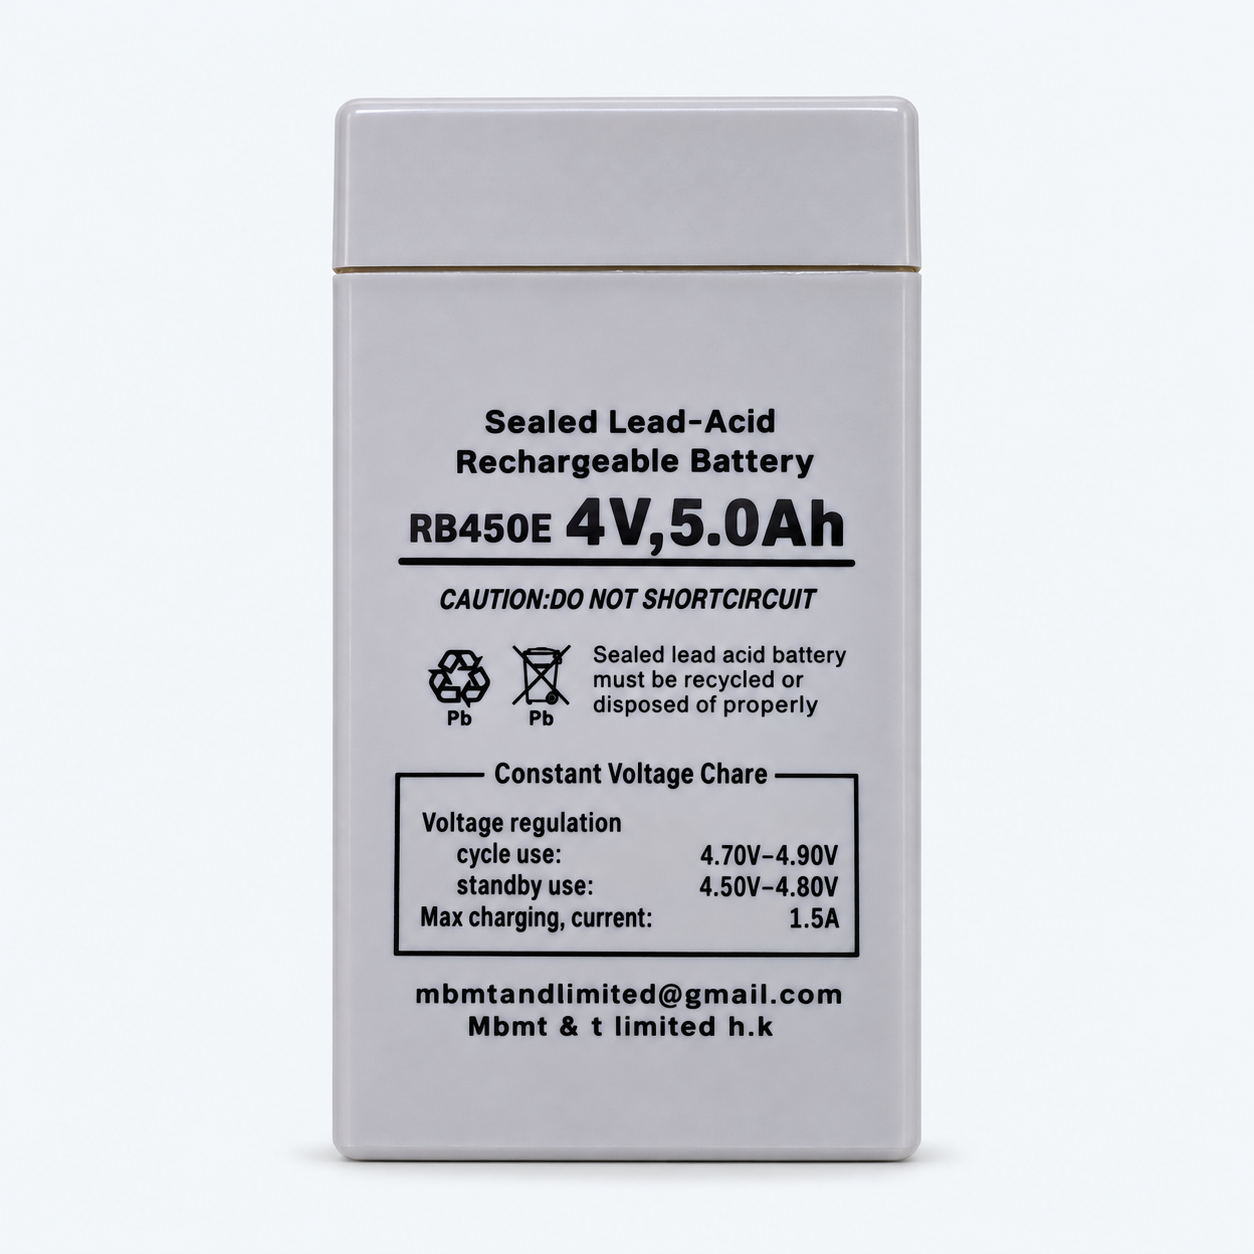 Sealed Lead-Acid
Rechargeable Battery
RB450E 4V,5.0Ah
CAUTION:DO NOT SHORTCIRCUIT
Sealed lead acid battery
must be recycled or
disposed of properly
Pb Pb
Constant Voltage Chare
Voltage regulation
cycle use: 4.70V–4.90V
standby use: 4.50V–4.80V
Max charging, current: 1.5A
mbmtandlimited@gmail.com
Mbmt & t limited h.k